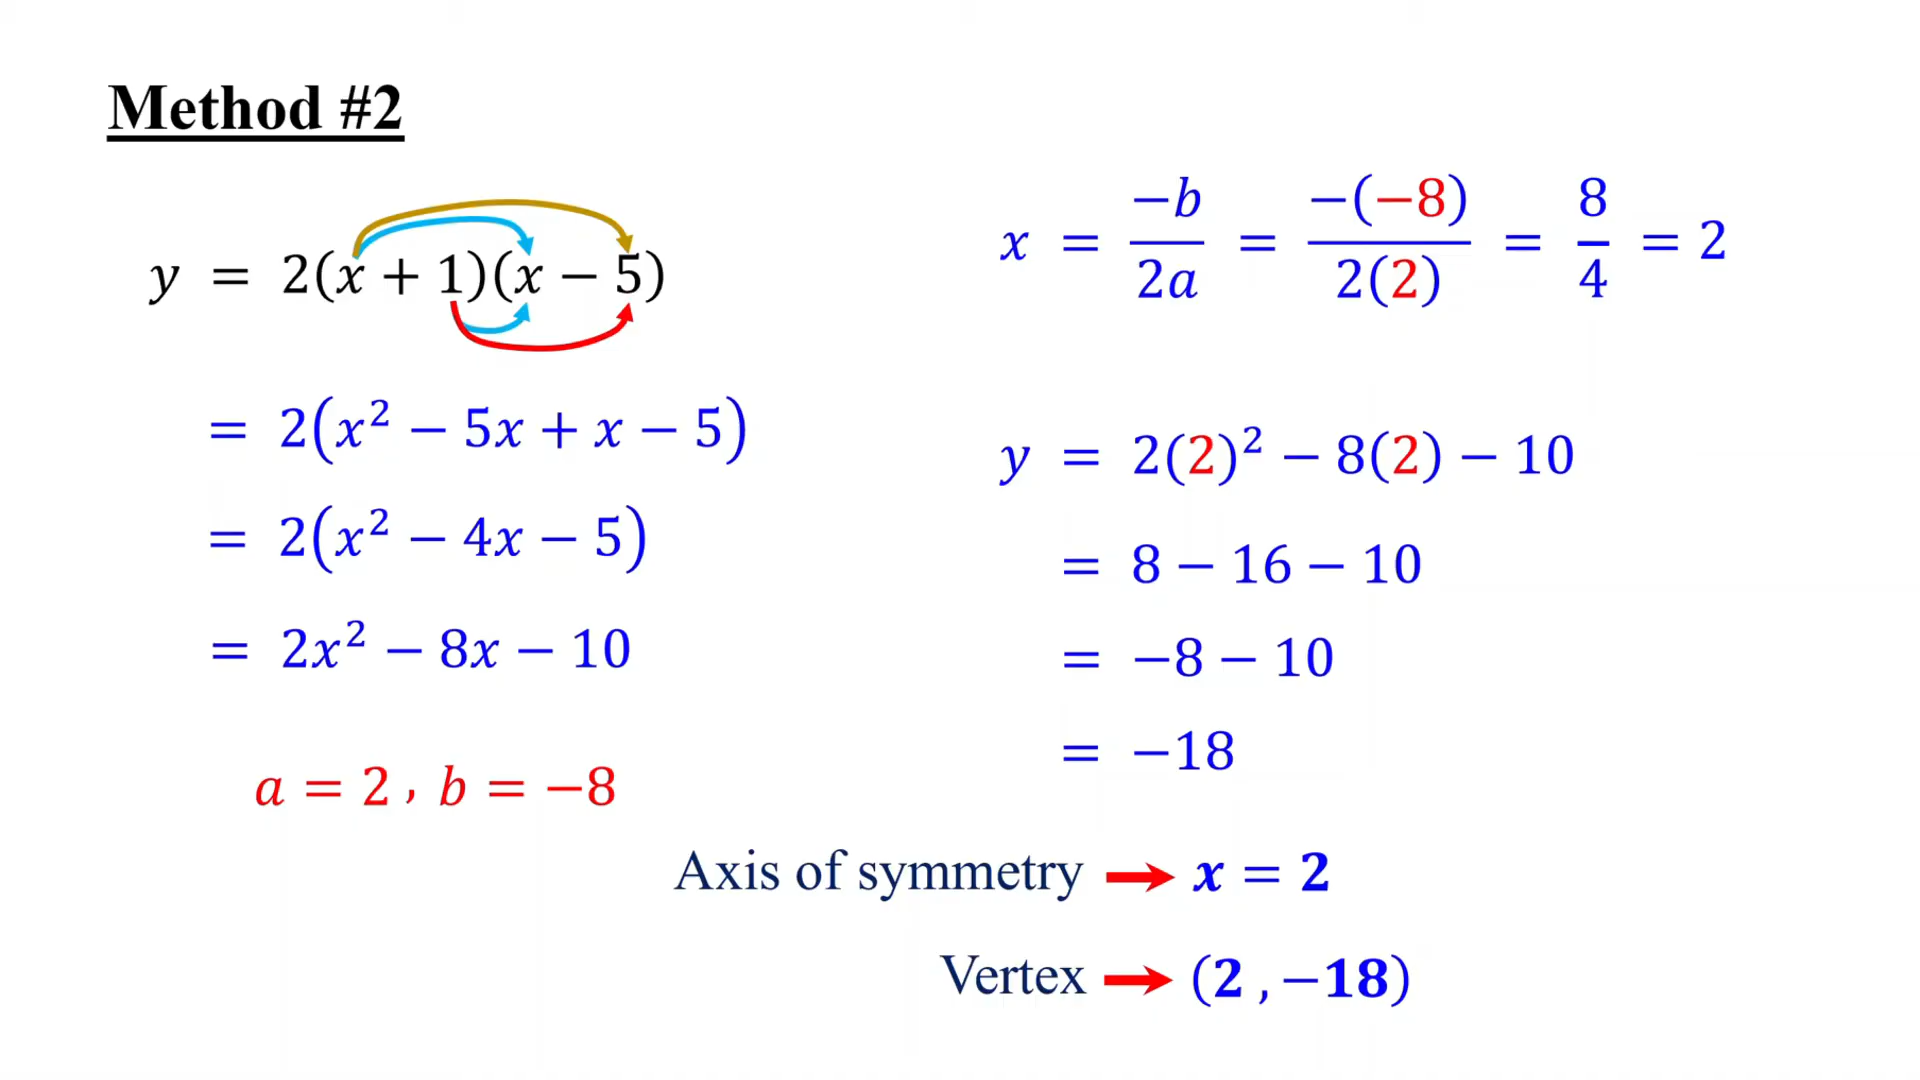 Method #2
y = 2(x + 1)(x − 5)
= 2(x² − 5x + x − 5)
= 2(x² − 4x − 5)
= 2x² − 8x − 10
a = 2 , b = −8
x = −b/2a = −(−8)/2(2) = 8/4 = 2
y = 2(2)² − 8(2) − 10
= 8 − 16 − 10
= −8 − 10
= −18
Axis of symmetry → x = 2
Vertex → (2 , −18)